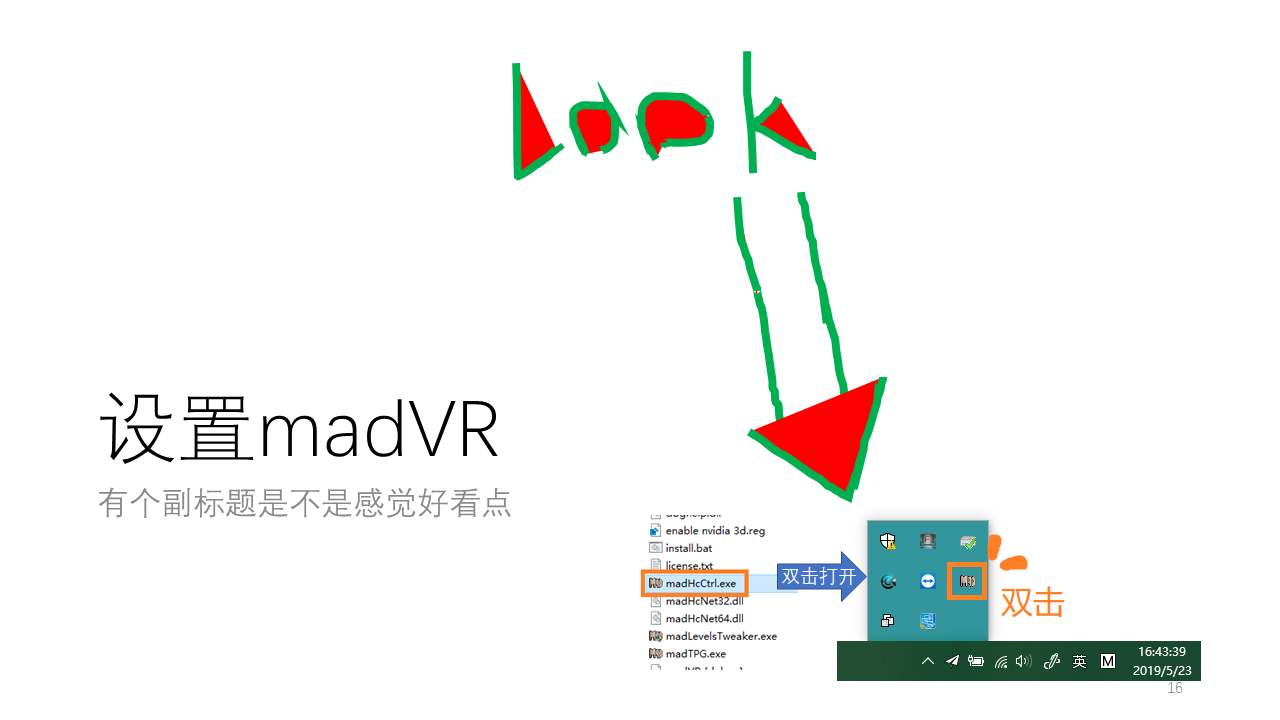 Look
设置madVR
有个副标题是不是感觉好看点
enable nvidia 3d.reg
install.bat
license.txt
madHcCtrl.exe
madHcNet32.dll
madHcNet64.dll
madLevelsTweaker.exe
madTPG.exe
双击打开
双击
英
M
16:43:39
2019/5/23
16